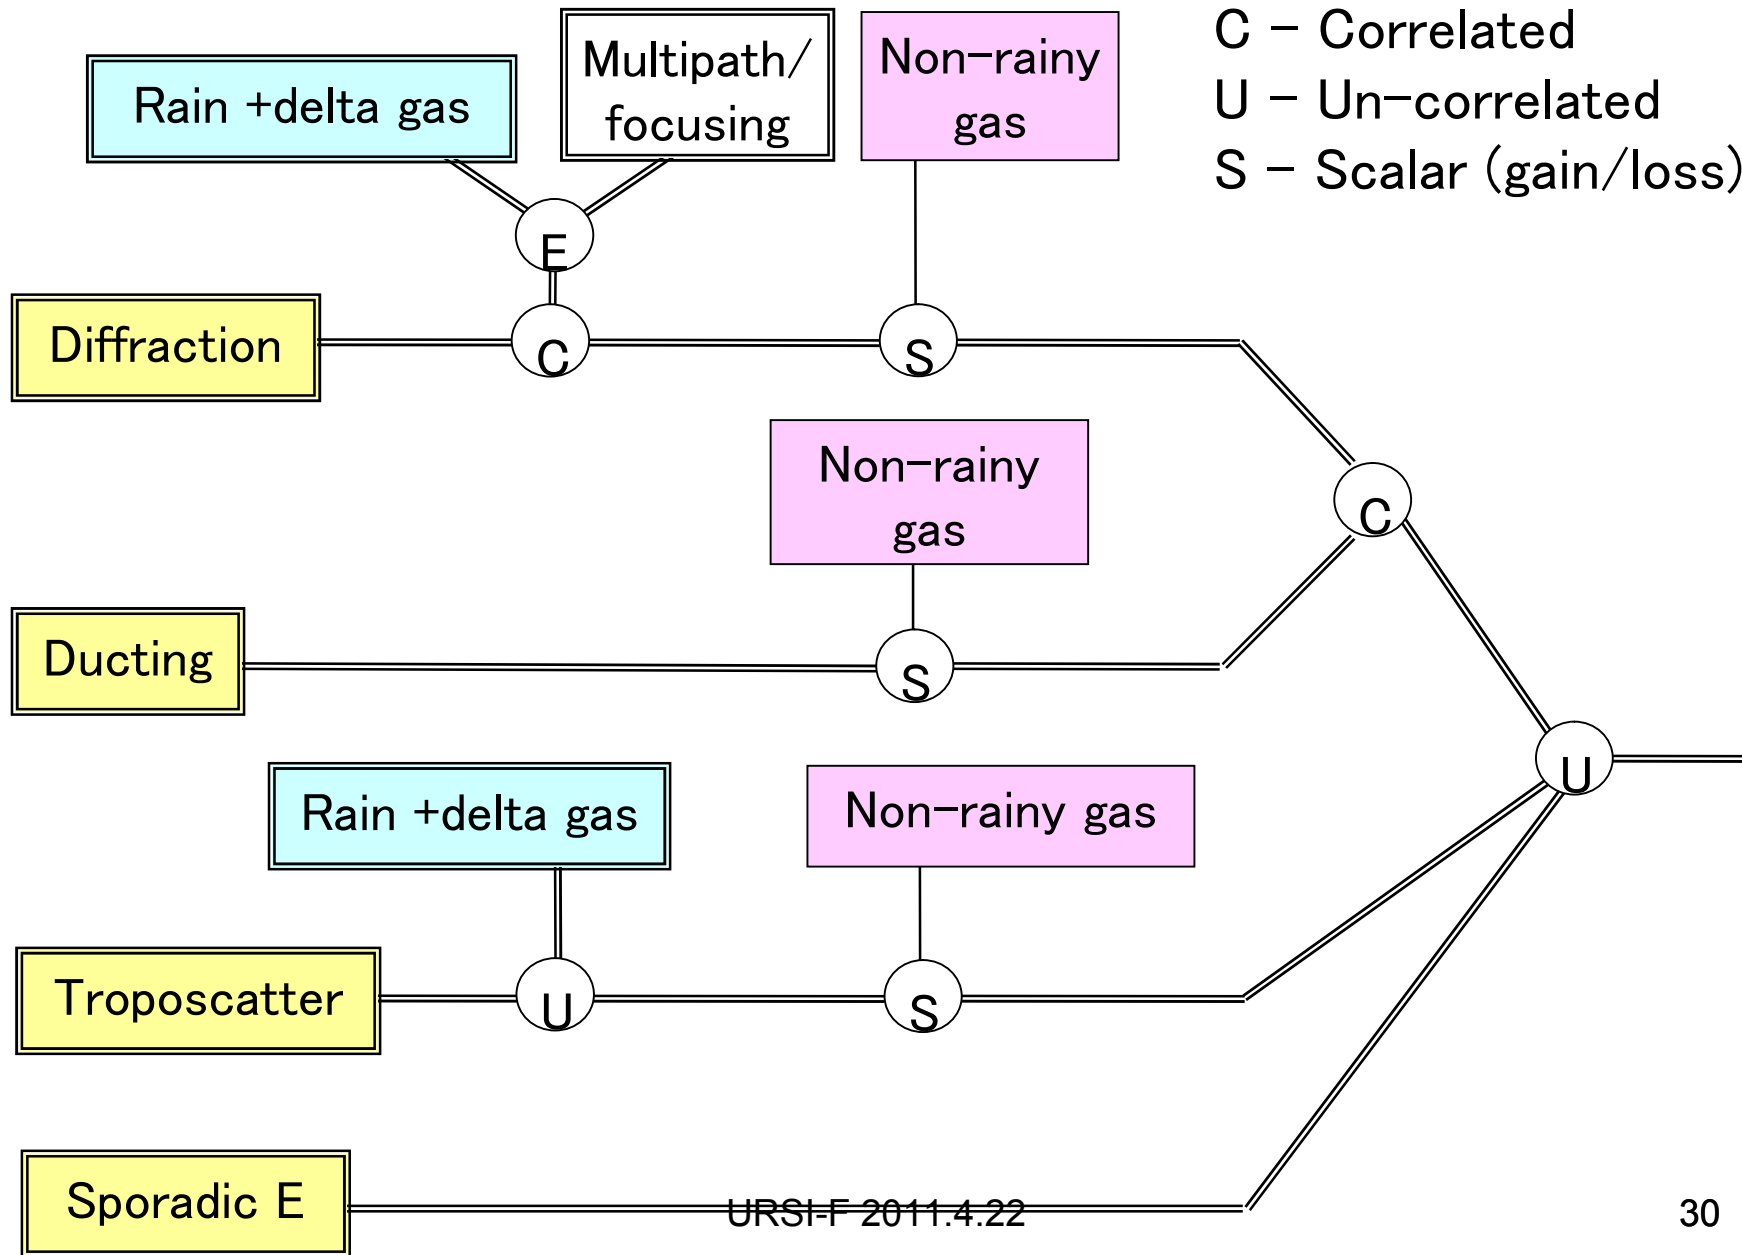 Rain +delta gas
Multipath/
focusing
Non-rainy
gas
C - Correlated
U - Un-correlated
S - Scalar (gain/loss)
E
Diffraction
C
S
Non-rainy
gas
C
Ducting
S
Rain +delta gas
Non-rainy gas
U
Troposcatter
U
S
Sporadic E
URSI-F 2011.4.22
30